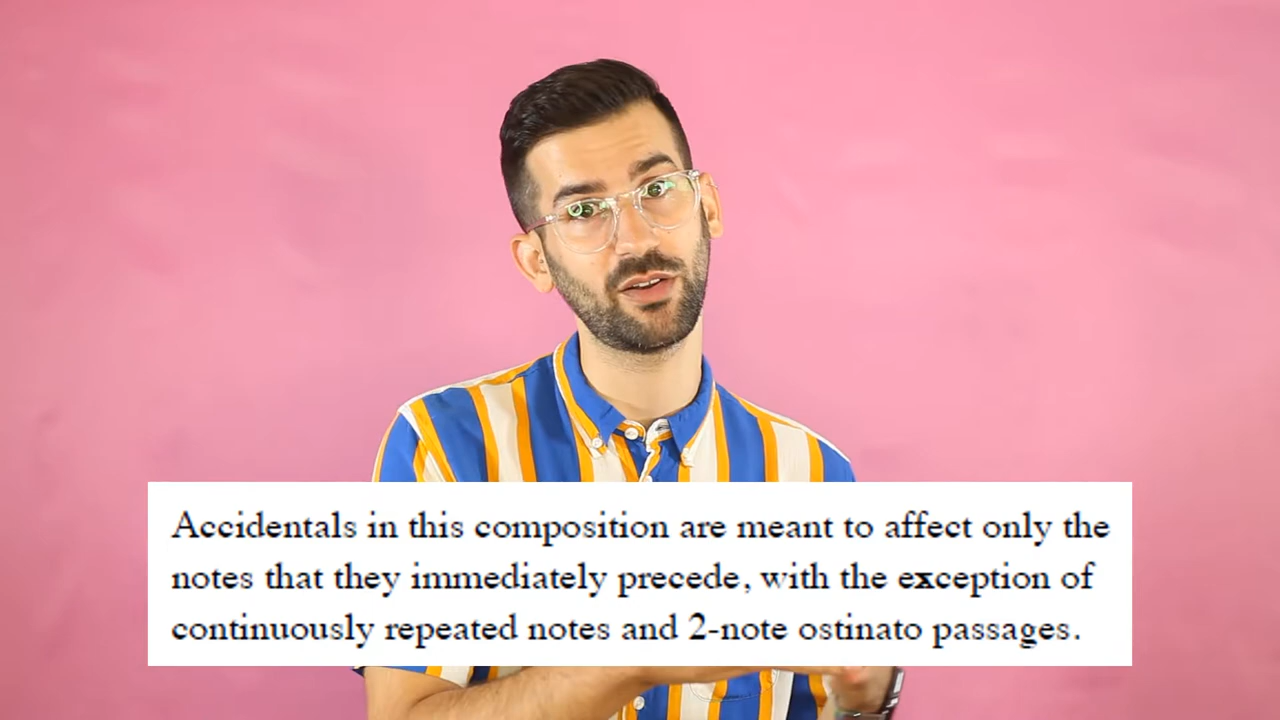 Accidentals in this composition are meant to affect only the
notes that they immediately precede, with the exception of
continuously repeated notes and 2-note ostinato passages.